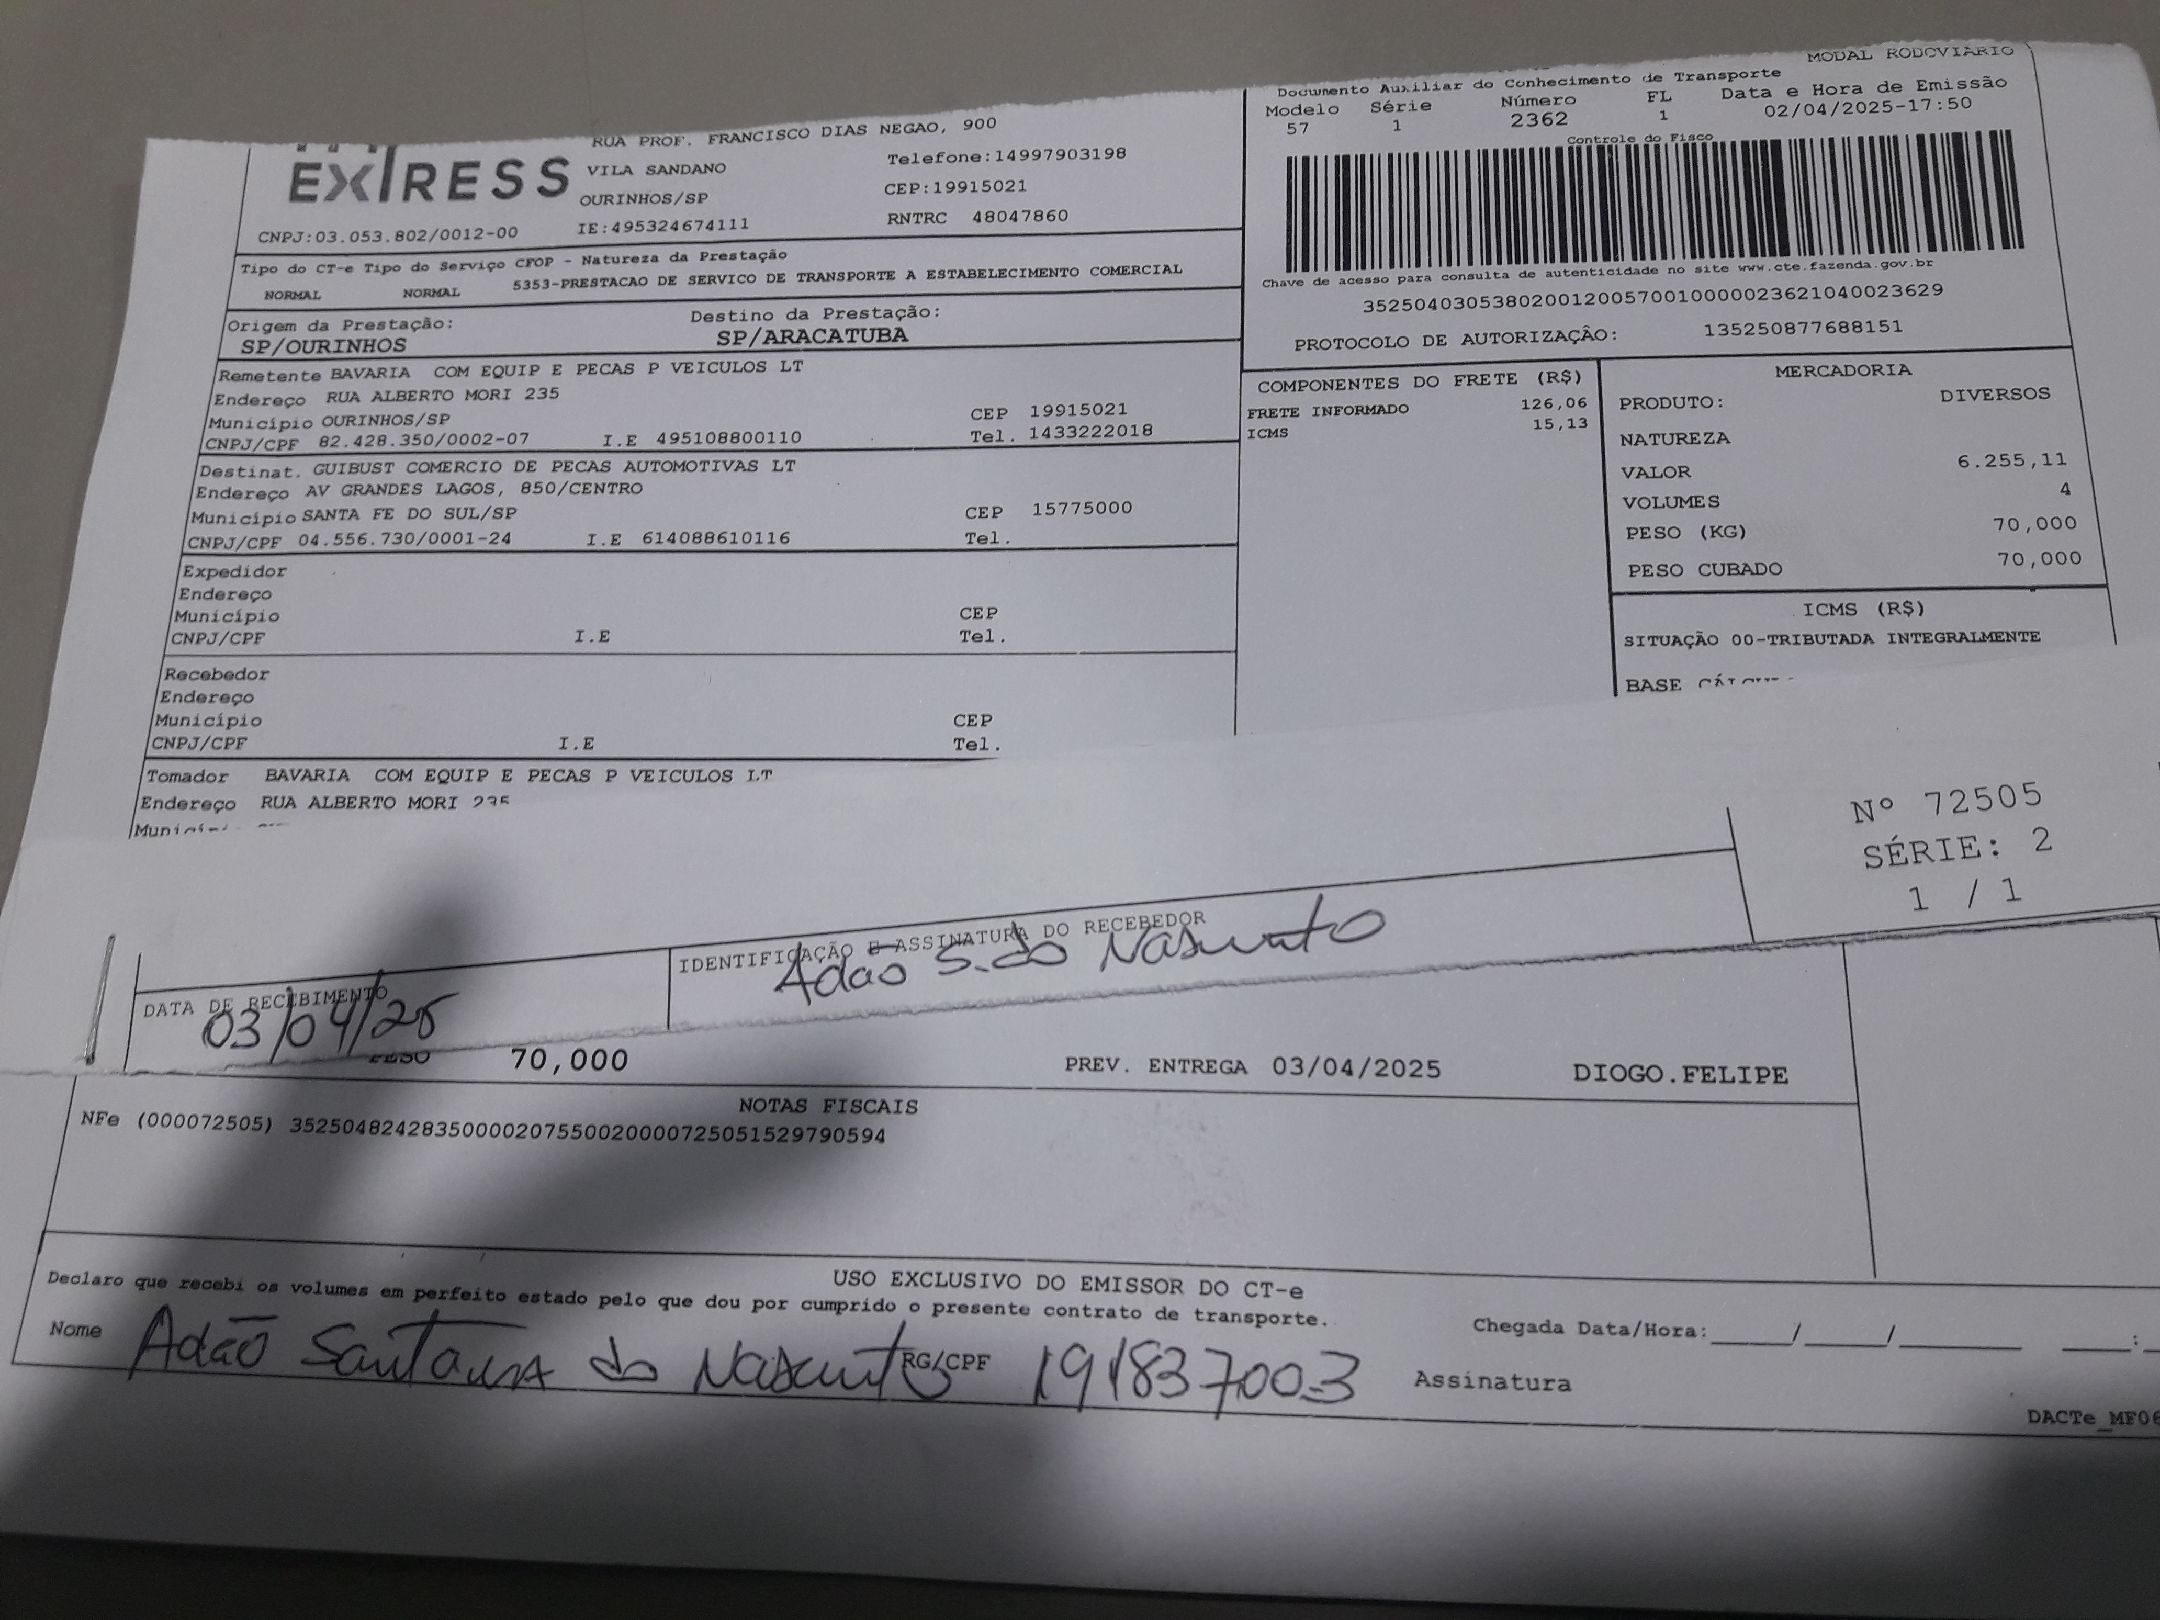 MODAL RODOVIARIO
Documento Auxiliar do Conhecimento de Transporte
Modelo Série Número FL Data e Hora de Emissão
57 1 2362 1 02/04/2025-17:50
Controle do Fisco
RUA PROF. FRANCISCO DIAS NEGAO, 900
EXPRESS
VILA SANDANO Telefone:14997903198
OURINHOS/SP CEP:19915021
CNPJ:03.053.802/0012-00 IE:495324674111 RNTRC 48047860
Tipo do CT-e Tipo do Serviço CFOP - Natureza da Prestação
NORMAL NORMAL 5353-PRESTACAO DE SERVICO DE TRANSPORTE A ESTABELECIMENTO COMERCIAL
Chave de acesso para consulta de autenticidade no site www.cte.fazenda.gov.br
35250403053802001200570010000023621040023629
PROTOCOLO DE AUTORIZAÇÃO: 135250877688151
Origem da Prestação: Destino da Prestação:
SP/OURINHOS SP/ARACATUBA
Remetente BAVARIA COM EQUIP E PECAS P VEICULOS LT
Endereço RUA ALBERTO MORI 235
Município OURINHOS/SP CEP 19915021
CNPJ/CPF 82.428.350/0002-07 I.E 495108800110 Tel. 1433222018
Destinat. GUIBUST COMERCIO DE PECAS AUTOMOTIVAS LT
Endereço AV GRANDES LAGOS, 850/CENTRO
Município SANTA FE DO SUL/SP CEP 15775000
CNPJ/CPF 04.556.730/0001-24 I.E 614088610116 Tel.
Expedidor
Endereço
Município CEP
CNPJ/CPF I.E Tel.
Recebedor
Endereço
Município CEP
CNPJ/CPF I.E Tel.
Tomador BAVARIA COM EQUIP E PECAS P VEICULOS LT
Endereço RUA ALBERTO MORI 235
COMPONENTES DO FRETE (R$)
FRETE INFORMADO 126,06
ICMS 15,13
MERCADORIA
PRODUTO: DIVERSOS
NATUREZA
VALOR 6.255,11
VOLUMES 4
PESO (KG) 70,000
PESO CUBADO 70,000
ICMS (R$)
SITUAÇÃO 00-TRIBUTADA INTEGRALMENTE
BASE
Nº 72505
SÉRIE: 2
1 / 1
DATA DE RECEBIMENTO IDENTIFICAÇÃO E ASSINATURA DO RECEBEDOR
03/04/25 Adão S. do Nascimento
PESO 70,000 PREV. ENTREGA 03/04/2025 DIOGO.FELIPE
NOTAS FISCAIS
NFe (000072505) 35250482428350000207550020000725051529790594
USO EXCLUSIVO DO EMISSOR DO CT-e
Declaro que recebi os volumes em perfeito estado pelo que dou por cumprido o presente contrato de transporte.
Nome Adão Santana do Nascimento RG/CPF 191837003 Chegada Data/Hora:_____/_____/_______ ____:
Assinatura
DACTe_MF06